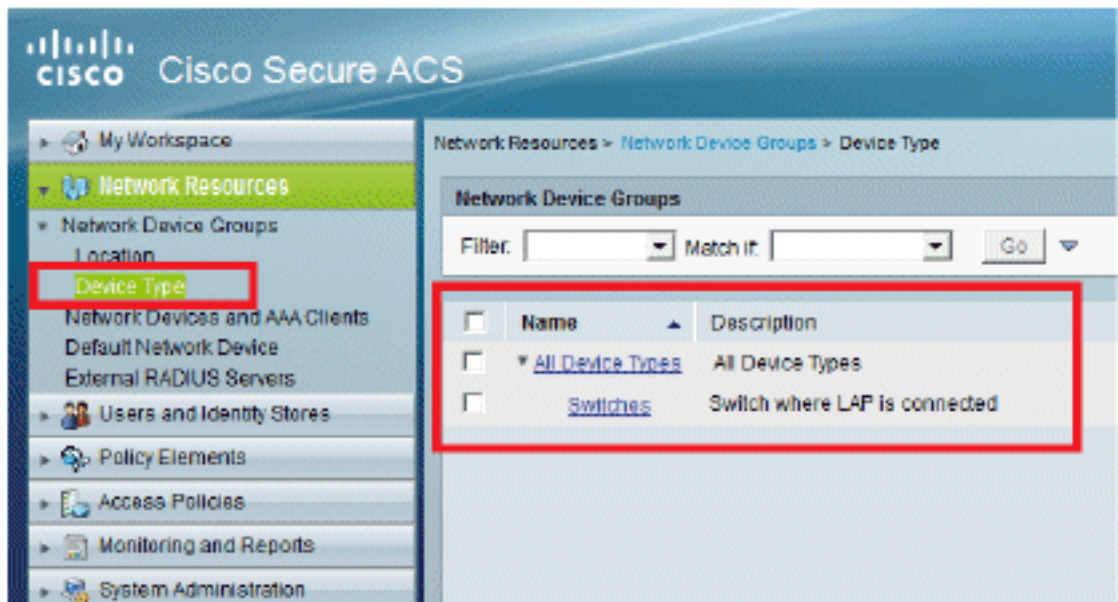 CISCO Cisco Secure ACS
My Workspace
Network Resources
Network Device Groups
Location
Device Type
Network Devices and AAA Clients
Default Network Device
External RADIUS Servers
Users and Identity Stores
Policy Elements
Access Policies
Monitoring and Reports
System Administration
Network Resources > Network Device Groups > Device Type
Network Device Groups
Filter: Match if: Go
Name Description
All Device Types All Device Types
Switches Switch where LAP is connected